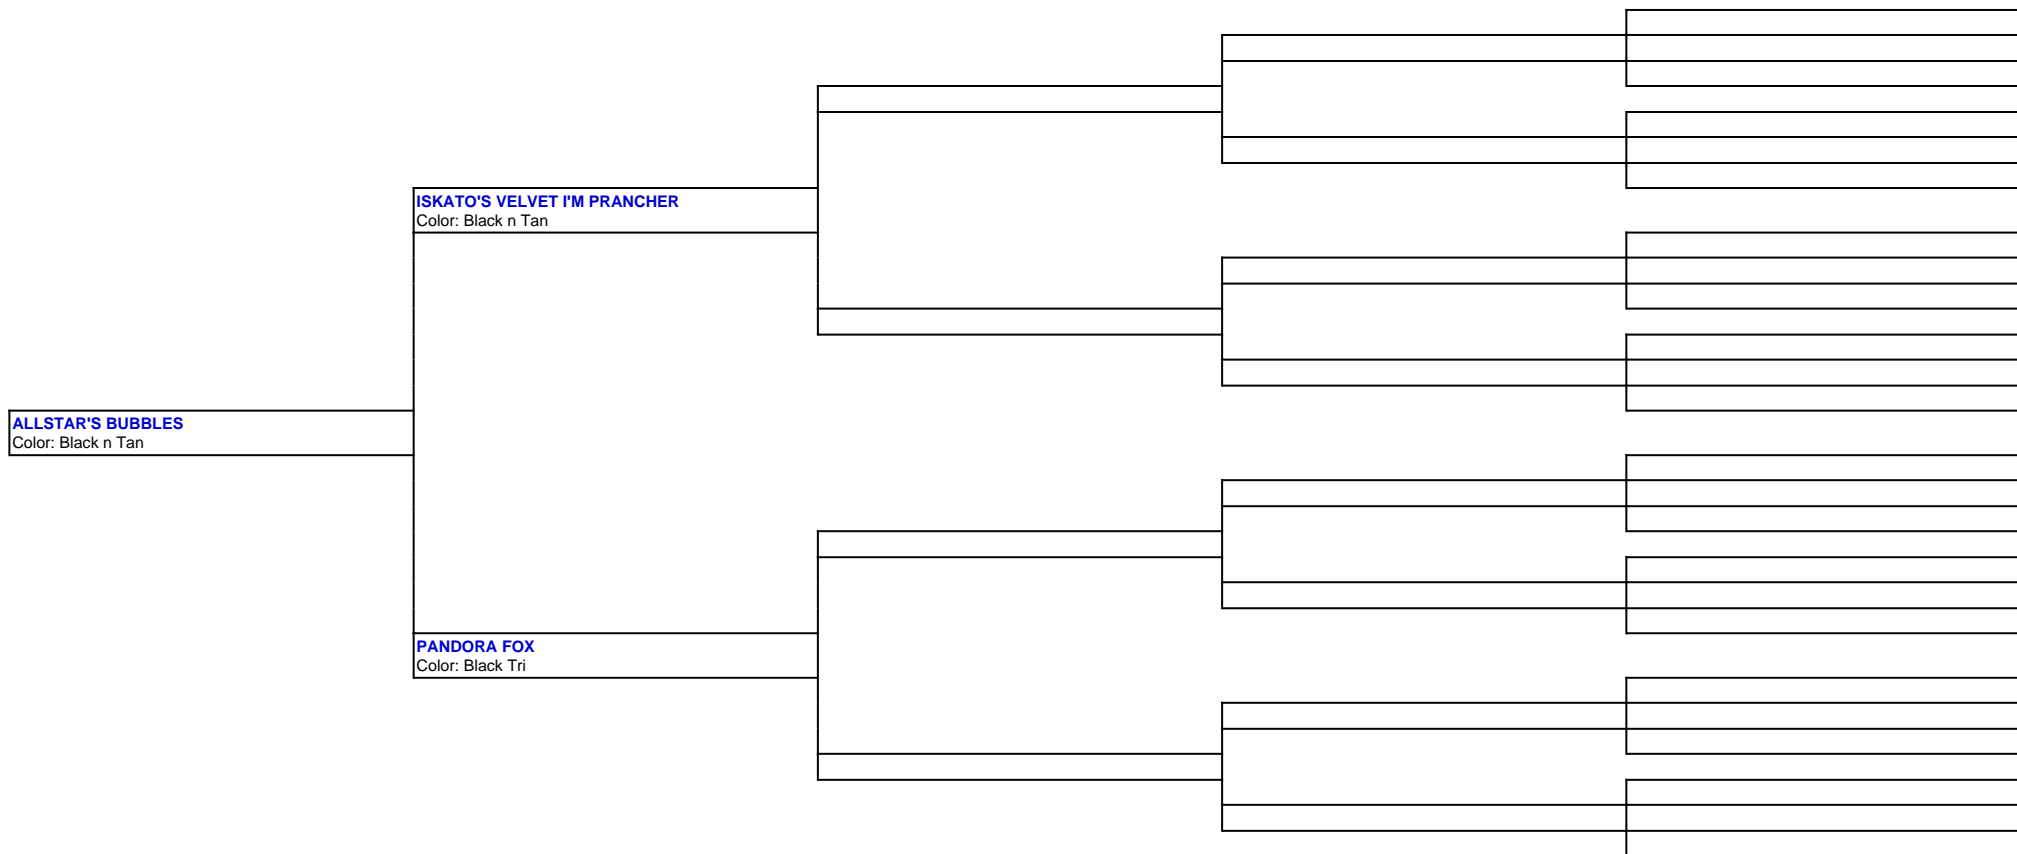 ISKATO'S VELVET I'M PRANCHER
Color: Black n Tan
ALLSTAR'S BUBBLES
Color: Black n Tan
PANDORA FOX
Color: Black Tri